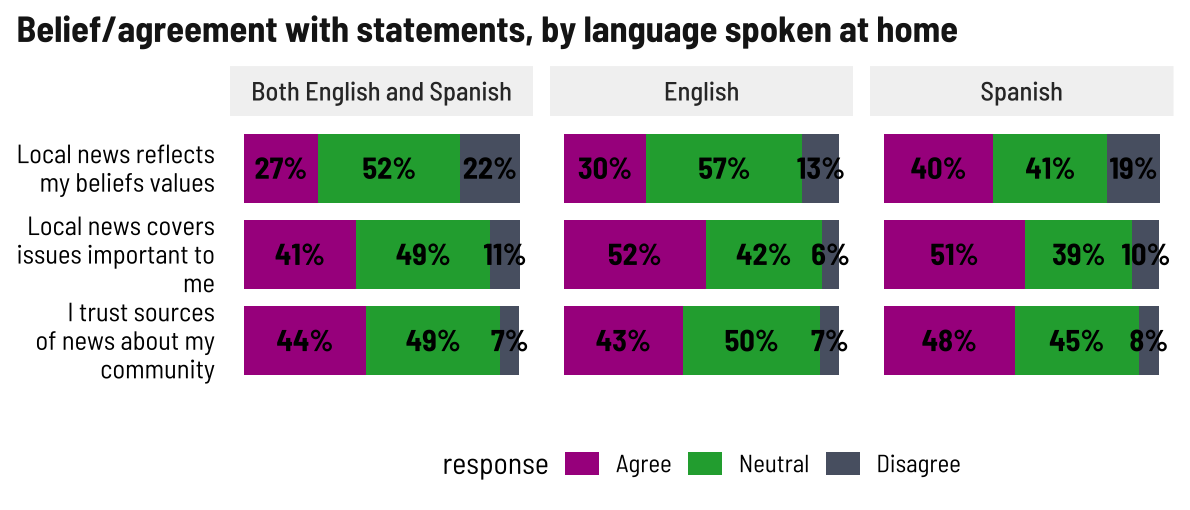 Belief/agreement with statements, by language spoken at home
Both English and Spanish
English
Spanish
Local news reflects
my beliefs values
27% 52% 22%
30% 57% 13%
40% 41% 19%
Local news covers
issues important to
me
41% 49% 11%
52% 42% 6%
51% 39% 10%
I trust sources
of news about my
community
44% 49% 7%
43% 50% 7%
48% 45% 8%
response Agree Neutral Disagree